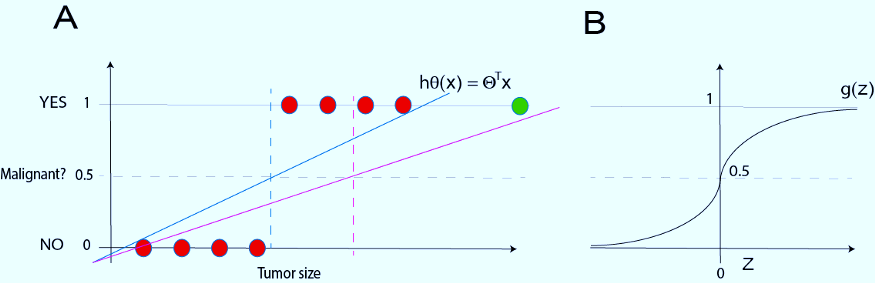 A
B
hθ(x) = Θᵀx
YES 1
1
g(z)
Malignant? 0.5
0.5
NO 0
Tumor size
0
Z